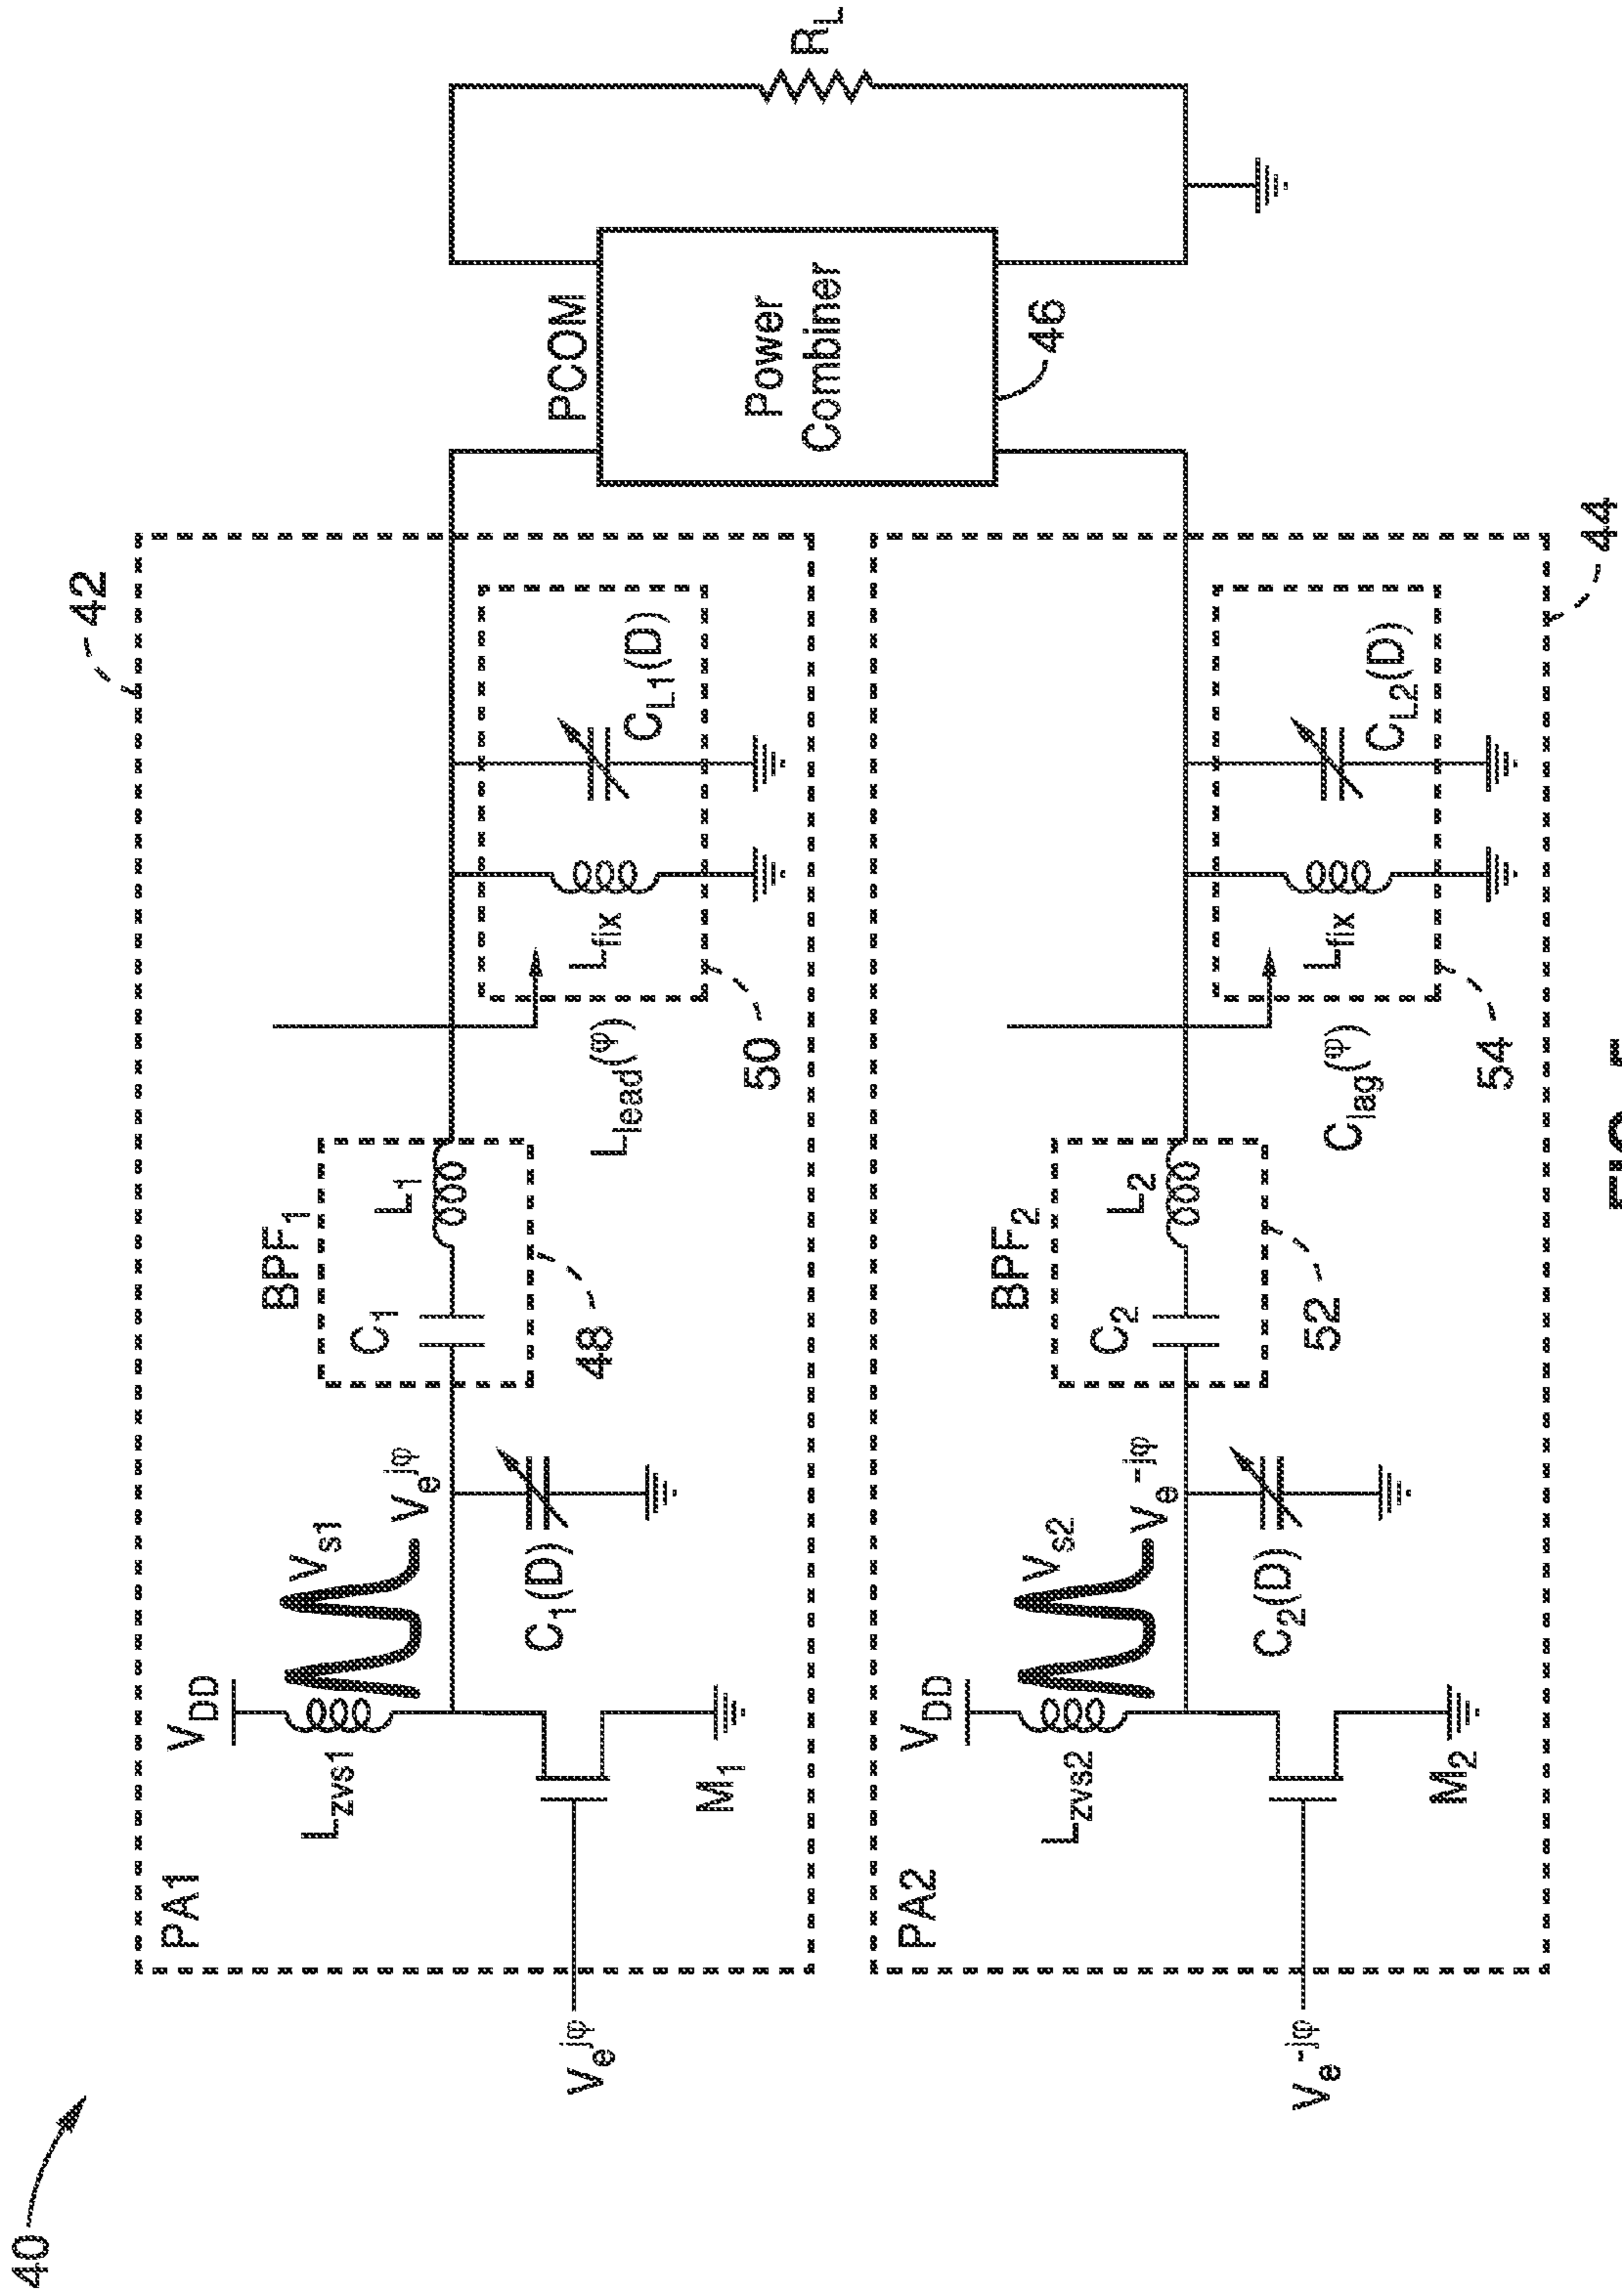 40
42
PA1
V_DD
L_zvs1
V_s1
V_e^jφ
BPF_1
C_1
L_1
48
V_e^jφ
M_1
C_1(D)
L_lead(φ)
L_fix
C_L1(D)
50
PCOM
Power
Combiner
46
R_L
PA2
V_DD
L_zvs2
V_s2
V_e^-jφ
BPF_2
C_2
L_2
52
V_e^-jφ
M_2
C_2(D)
C_lag(φ)
L_fix
C_L2(D)
54
44